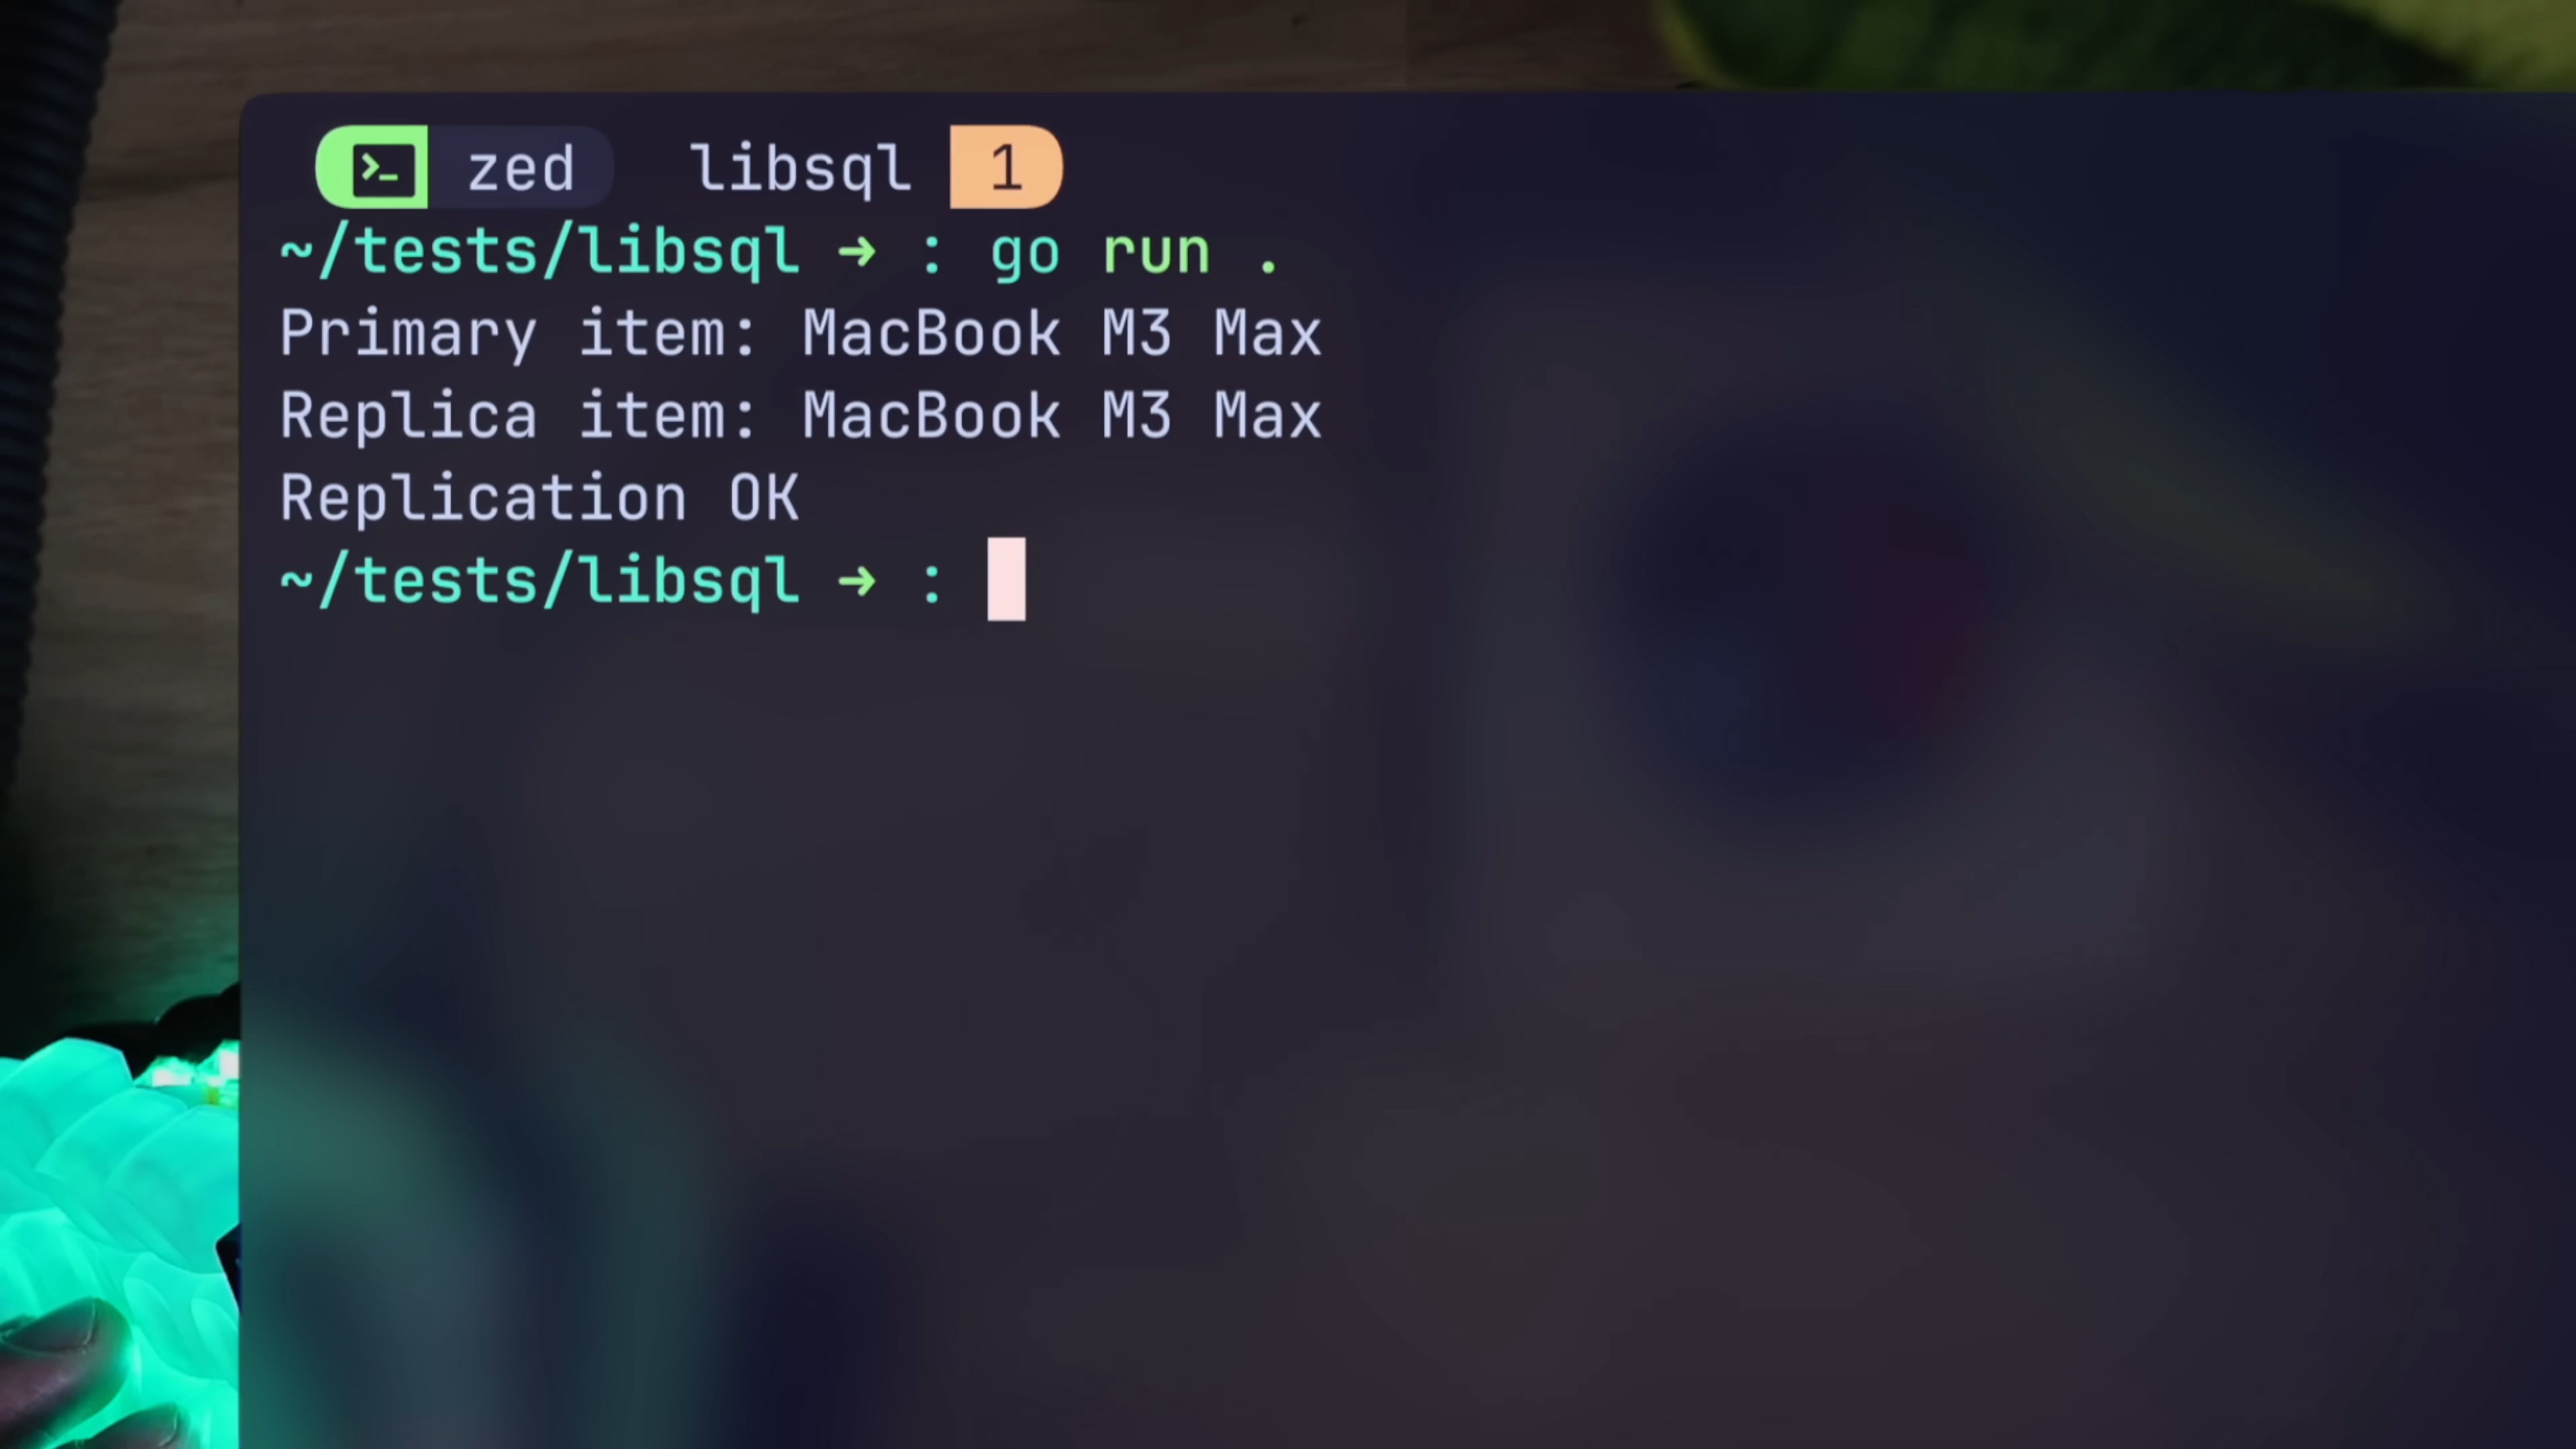 zed libsql 1
~/tests/libsql ➜ : go run .
Primary item: MacBook M3 Max
Replica item: MacBook M3 Max
Replication OK
~/tests/libsql ➜ :